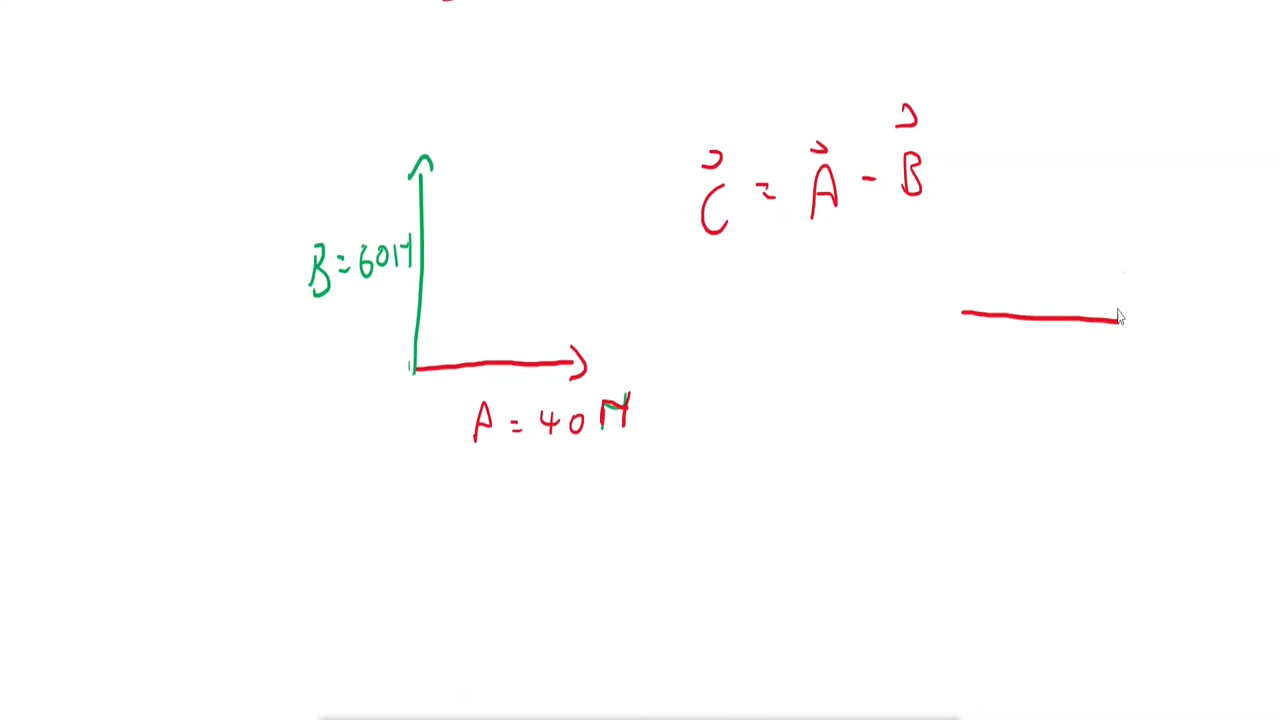 C⃗ = A⃗ - B⃗
B = 60N
A = 40N